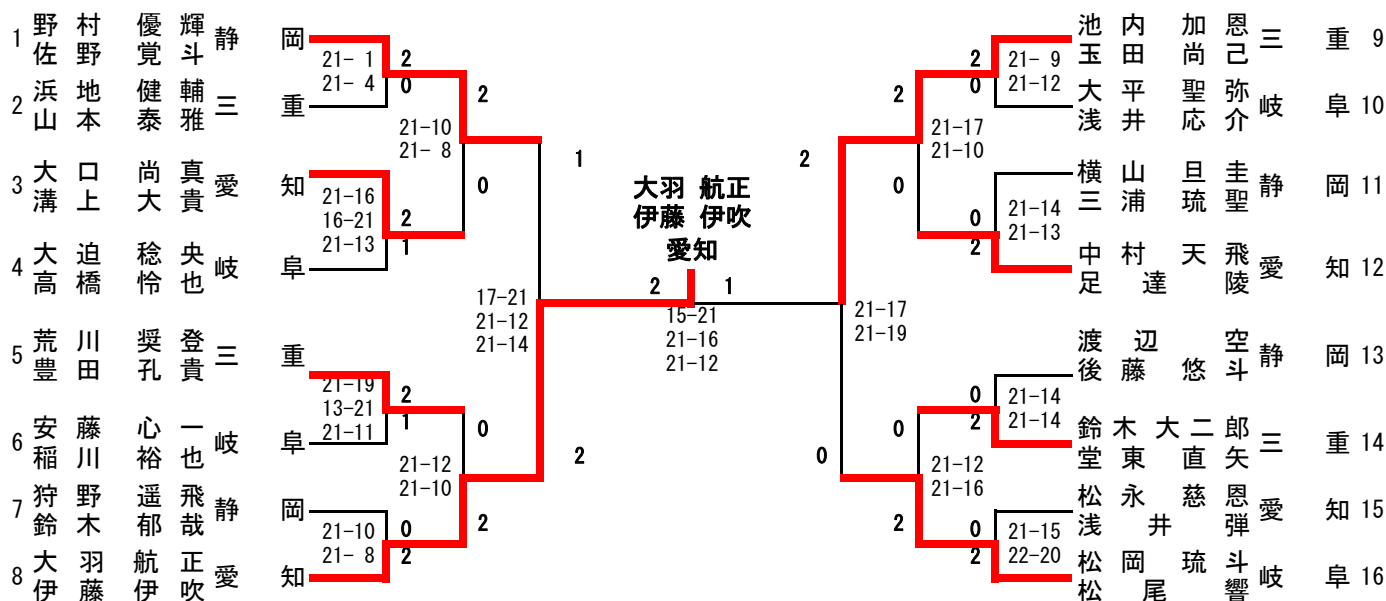 1 野村優輝 静岡
佐野覚斗
21- 1 2
21- 4 0
2 浜地健輔 三重
山本泰雅
2
21-10
21- 8
0
3 大口尚真 愛知
溝上大貴
21-16
16-21 2
21-13 1
4 大迫稔央 岐阜
高橋怜也
1
17-21
21-12
21-14
2
5 荒川奨登 三重
豊田孔貴
21-19 2
13-21 1
21-11
6 安藤心一 岐阜
稲川裕也
0
21-12
21-10
2
7 狩野遥飛 静岡
鈴木郁哉
21-10 0
21- 8 2
8 大羽航正 愛知
伊藤伊吹
大羽 航正
伊藤 伊吹
愛知
2 1
15-21
21-16
21-12
池内加恩 三重 9
玉田尚己
2 21- 9
0 21-12
大平聖弥 岐阜 10
浅井応介
2
21-17
21-10
0
横山旦圭 静岡 11
三浦琉聖
0 21-14
2 21-13
中村天飛 愛知 12
足達陵
2
21-17
21-19
0
渡辺空 静岡 13
後藤悠斗
0 21-14
2 21-14
鈴木大二郎 三重 14
堂東直矢
0
21-12
21-16
2
松永慈恩 愛知 15
浅井弾
0 21-15
2 22-20
松岡琉斗 岐阜 16
松尾響